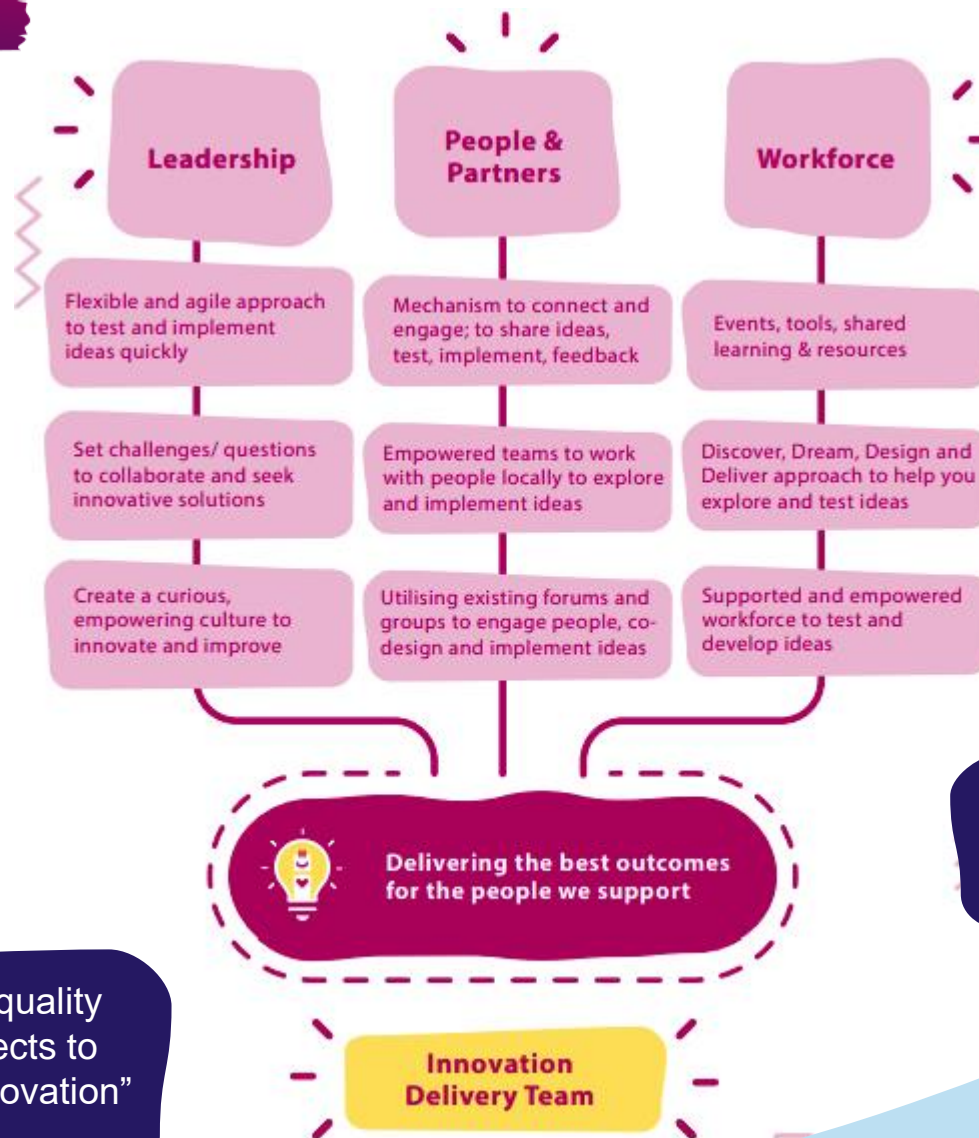 Leadership
Flexible and agile approach
to test and implement
ideas quickly
Set challenges/ questions
to collaborate and seek
innovative solutions
Create a curious,
empowering culture to
innovate and improve
People &
Partners
Mechanism to connect and
engage; to share ideas,
test, implement, feedback
Empowered teams to work
with people locally to explore
and implement ideas
Utilising existing forums and
groups to engage people, co-
design and implement ideas
Workforce
Events, tools, shared
learning & resources
Discover, Dream, Design and
Deliver approach to help you
explore and test ideas
Supported and empowered
workforce to test and
develop ideas
Delivering the best outcomes
for the people we support
Innovation
Delivery Team
quality
ects to
ovation”